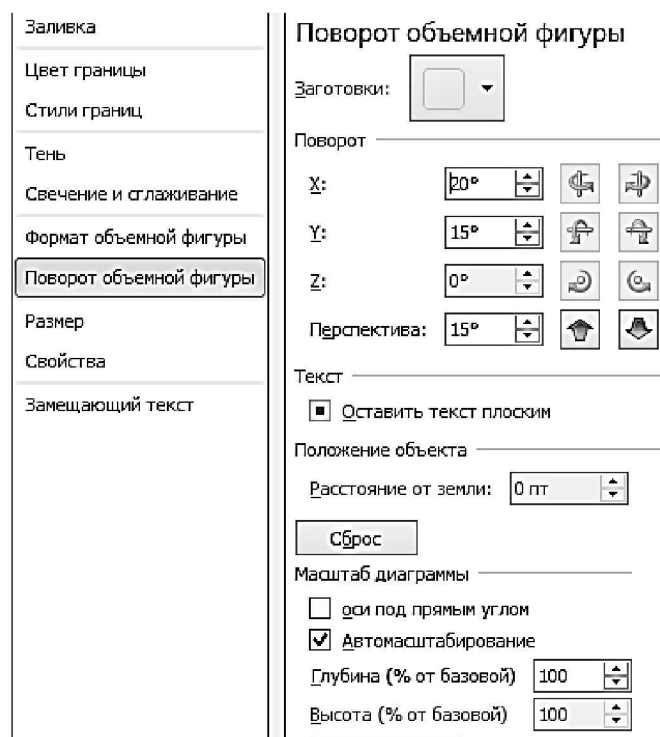 Заливка
Цвет границы
Стили границ
Тень
Свечение и сглаживание
Формат объемной фигуры
Поворот объемной фигуры
Размер
Свойства
Замещающий текст
Поворот объемной фигуры
Заготовки:
Поворот
X: 20°
Y: 15°
Z: 0°
Перспектива: 15°
Текст
Оставить текст плоским
Положение объекта
Расстояние от земли: 0 пт
Сброс
Масштаб диаграммы
оси под прямым углом
Автомасштабирование
Глубина (% от базовой) 100
Высота (% от базовой) 100